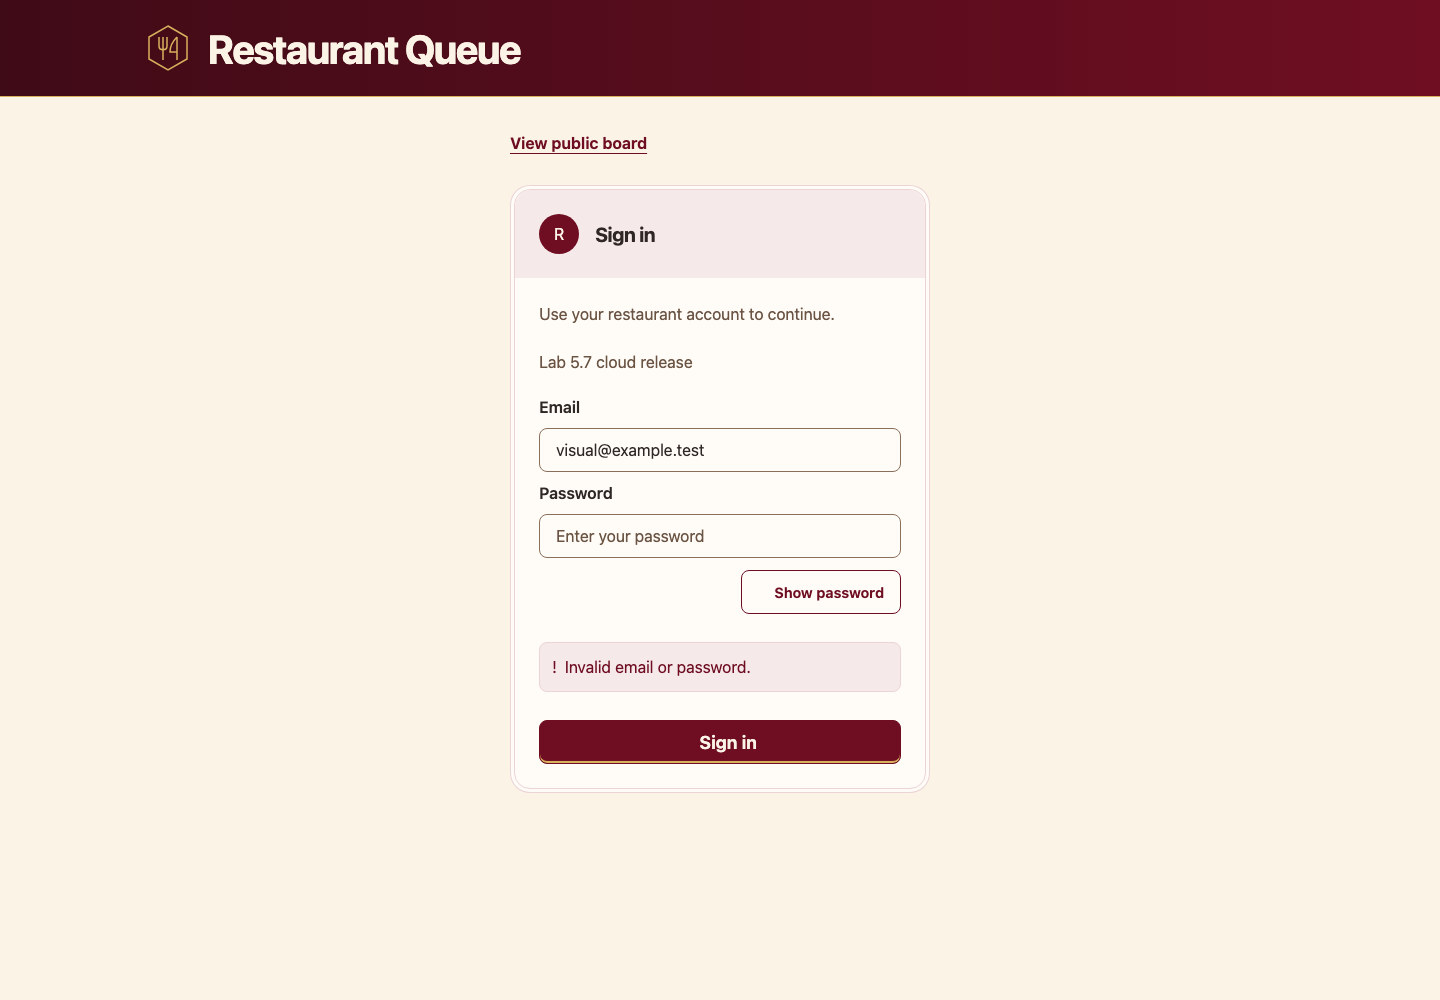 Restaurant Queue
View public board
R
Sign in
Use your restaurant account to continue.
Lab 5.7 cloud release
Email
visual@example.test
Password
Enter your password
Show password
! Invalid email or password.
Sign in